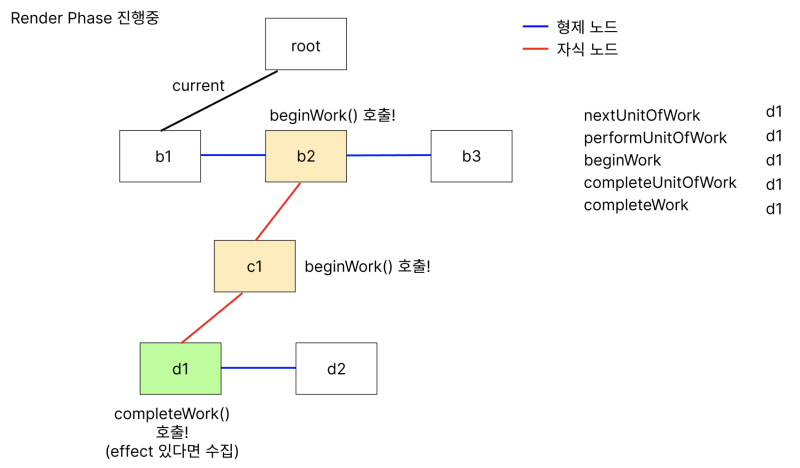 Render Phase 진행중
root
형제 노드
자식 노드
current
beginWork() 호출!
b1
b2
b3
nextUnitOfWork d1
performUnitOfWork d1
beginWork d1
completeUnitOfWork d1
completeWork d1
c1
beginWork() 호출!
d1
d2
completeWork()
호출!
(effect 있다면 수집)